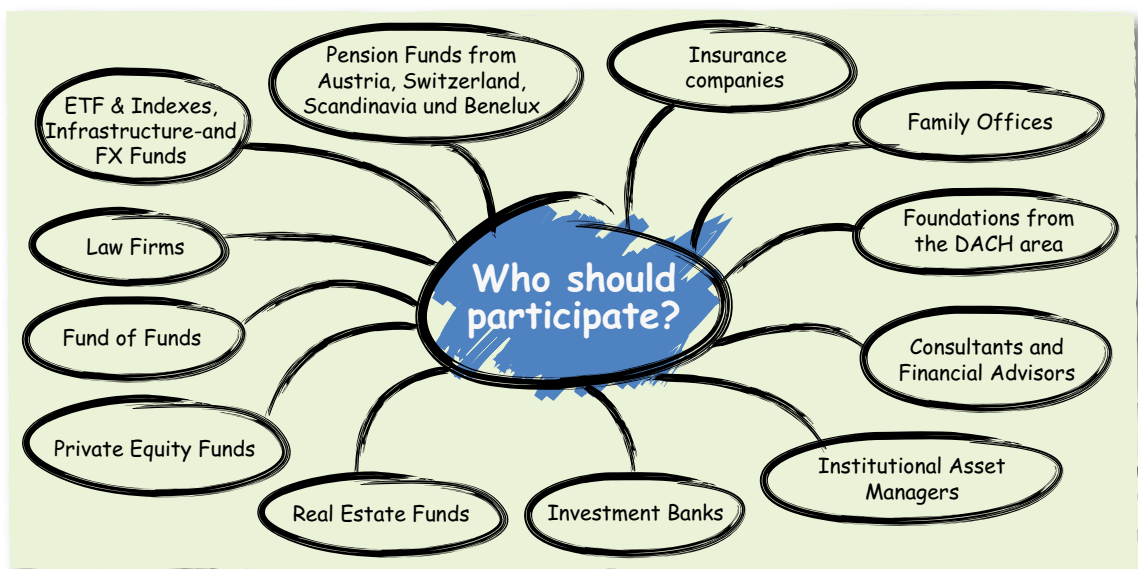 Pension Funds from
Austria, Switzerland,
Scandinavia und Benelux
Insurance
companies
ETF & Indexes,
Infrastructure-and
FX Funds
Family Offices
Law Firms
Foundations from
the DACH area
Who should
participate?
Fund of Funds
Consultants and
Financial Advisors
Private Equity Funds
Institutional Asset
Managers
Real Estate Funds
Investment Banks